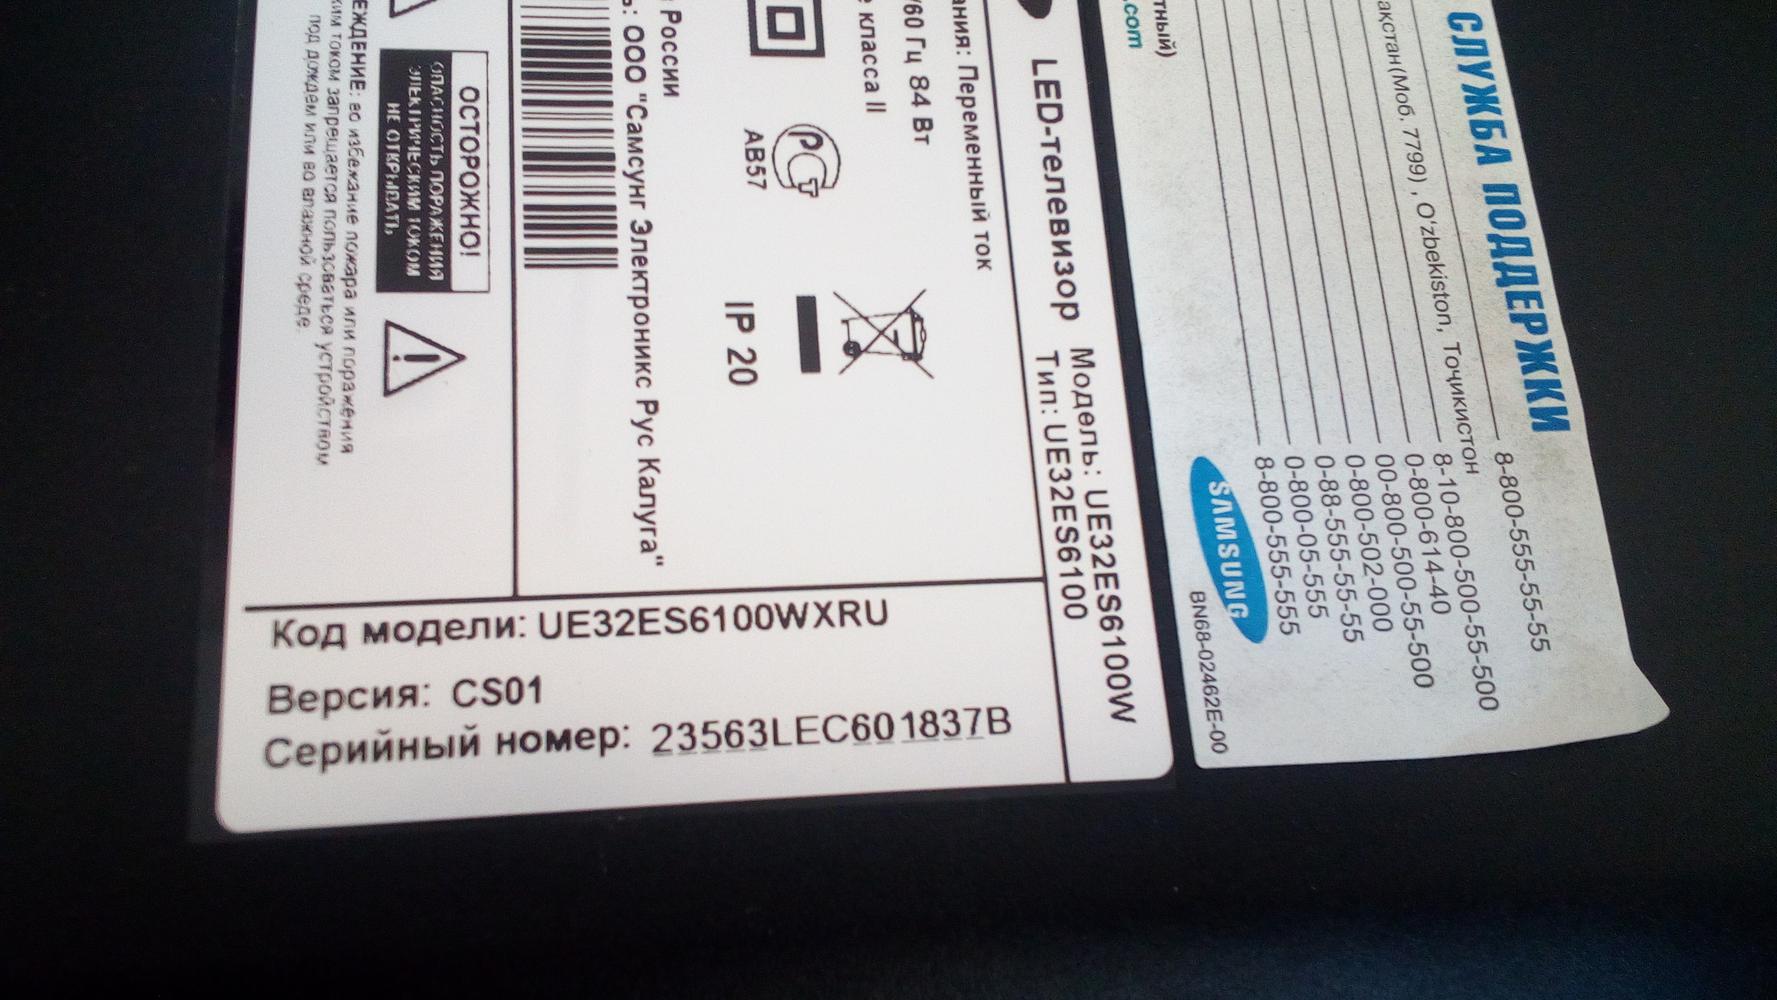 СЛУЖБА ПОДДЕРЖКИ
8-800-555-55-55
ақстан(Моб. 7799) , O'zbekiston, Тоҷикистон
8-10-800-500-55-500
0-800-614-40
00-800-500-55-500
0-800-502-000
0-88-555-55-55
0-800-05-555
8-800-555-555
тный)
.com
SAMSUNG
BN68-02462E-00
LED-телевизор Модель: UE32ES6100W
Тип: UE32ES6100
ания: Переменный ток
/60 Гц 84 Вт
е класса II
АВ57
IP 20
России
ь: ООО "Самсунг Электроникс Рус Калуга"
ОСТОРОЖНО!
ОПАСНОСТЬ ПОРАЖЕНИЯ
ЭЛЕКТРИЧЕСКИМ ТОКОМ
НЕ ОТКРЫВАТЬ
ЕЖДЕНИЕ: во избежание пожара или поражения
ким током запрещается пользоваться устройством
под дождем или во влажной среде.
Код модели: UE32ES6100WXRU
Версия: CS01
Серийный номер: 23563LEC601837B